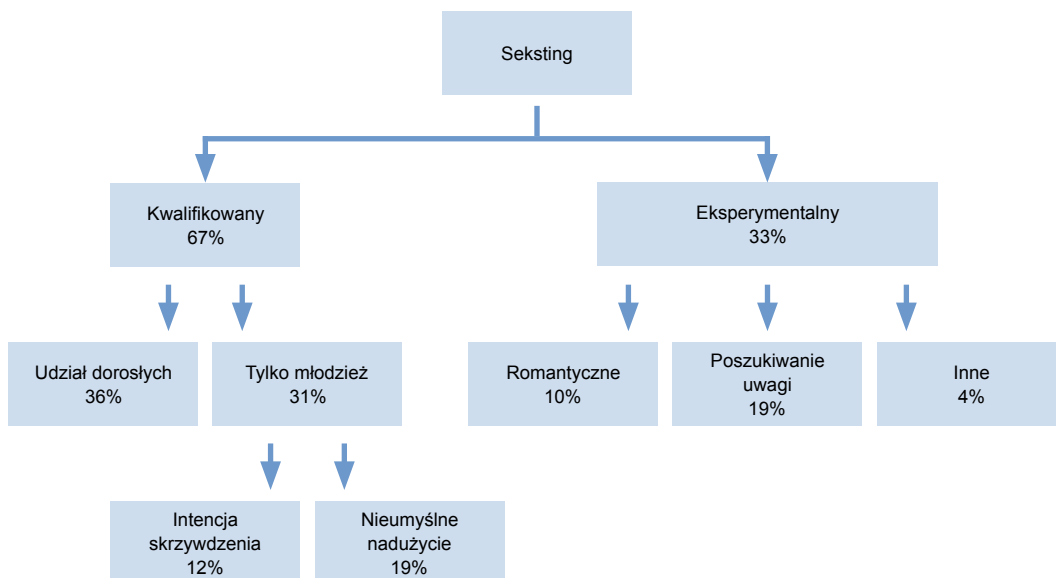 Seksting
Kwalifikowany
67%
Eksperymentalny
33%
Udział dorosłych
36%
Tylko młodzież
31%
Romantyczne
10%
Poszukiwanie
uwagi
19%
Inne
4%
Intencja
skrzywdzenia
12%
Nieumyślne
nadużycie
19%